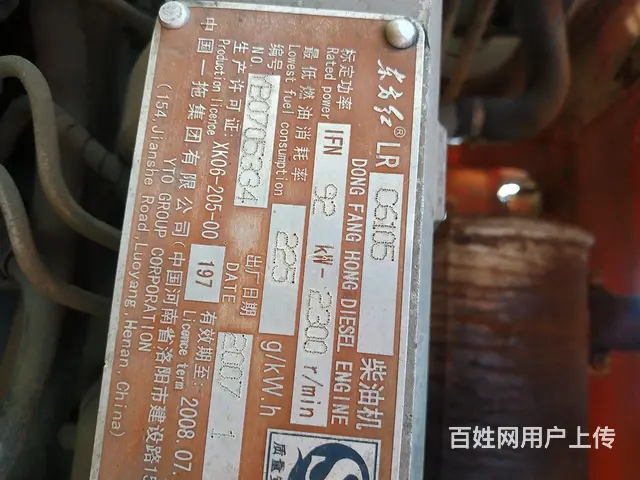 东方红® LR C6105 柴油机
DONG FANG HONG DIESEL ENGINE
标定功率 IFN 92 kW- 2300 r/min
Rated power
最低燃油消耗率 225 g/kW.h
Lowest fuel consumption
编号 出厂日期 2007 1
NO. DATE
生产许可证: XK06-205-00 197 有效期至: 2008.07.
Production licence Licence term
中国一拖集团有限公司(中国河南省洛阳市建设路15
YTO GROUP CORPORATION
(154, Jianshe Road, Luoyang, Henan, China)
质量
百姓网用户上传